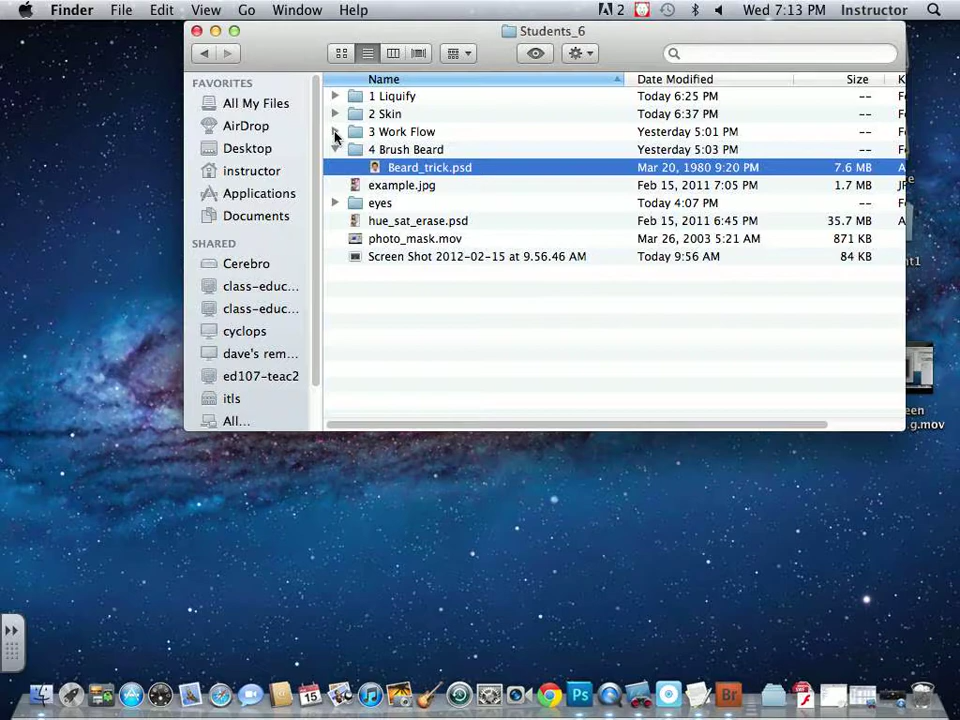 Finder File Edit View Go Window Help 2 Wed 7:13 PM Instructor
Students_6
FAVORITES
All My Files
AirDrop
Desktop
instructor
Applications
Documents
SHARED
Cerebro
class-educ...
class-educ...
cyclops
dave's rem...
ed107-teac2
itls
All...
Name Date Modified Size
1 Liquify Today 6:25 PM --
2 Skin Today 6:37 PM --
3 Work Flow Yesterday 5:01 PM --
4 Brush Beard Yesterday 5:03 PM --
Beard_trick.psd Mar 20, 1980 9:20 PM 7.6 MB
example.jpg Feb 15, 2011 7:05 PM 1.7 MB
eyes Today 4:07 PM --
hue_sat_erase.psd Feb 15, 2011 6:45 PM 35.7 MB
photo_mask.mov Mar 26, 2003 5:21 AM 871 KB
Screen Shot 2012-02-15 at 9.56.46 AM Today 9:56 AM 84 KB
g.mov
15
Ps
Br